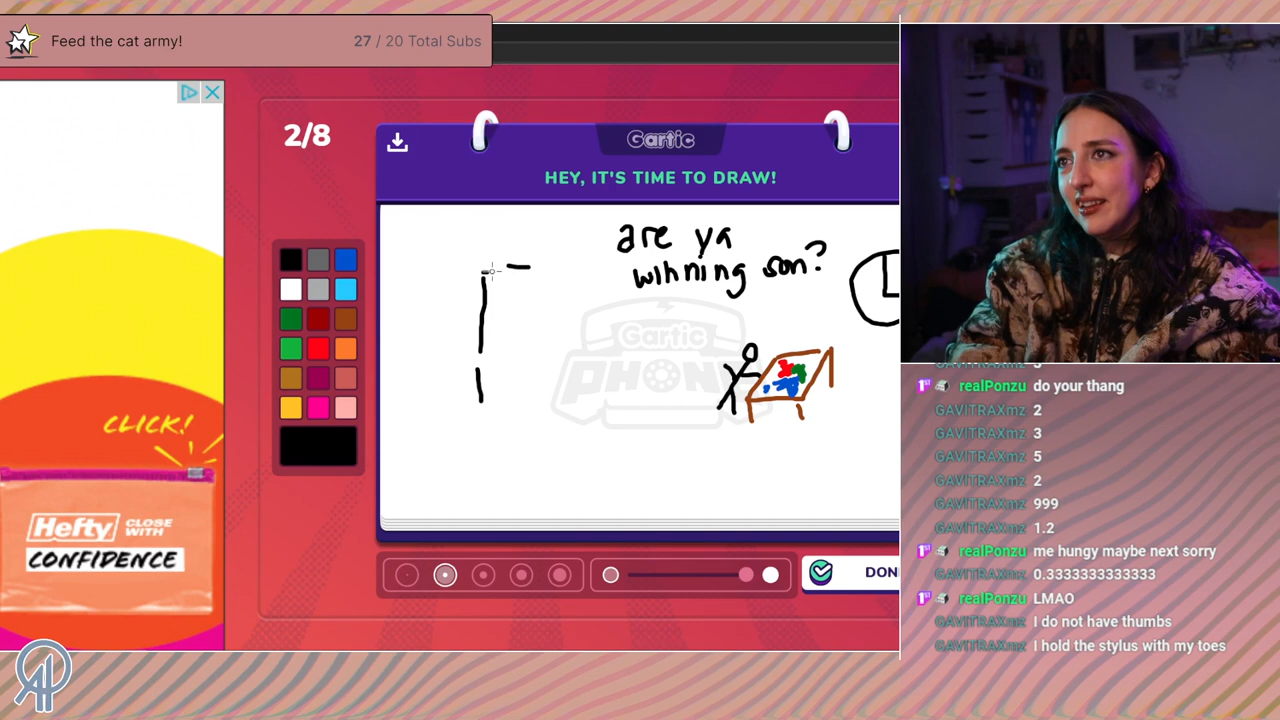 Feed the cat army!
27 / 20 Total Subs
2/8
Gartic
HEY, IT'S TIME TO DRAW!
are ya
winning son?
Gartic
PHONE
CLICK!
Hefty
CLOSE WITH
CONFIDENCE
DON
realPonzu do your thang
GAVITRAXmz 2
GAVITRAXmz 3
GAVITRAXmz 5
GAVITRAXmz 2
GAVITRAXmz 999
GAVITRAXmz 1.2
realPonzu me hungy maybe next sorry
GAVITRAXmz 0.3333333333333
realPonzu LMAO
GAVITRAXmz I do not have thumbs
GAVITRAXmz I hold the stylus with my toes